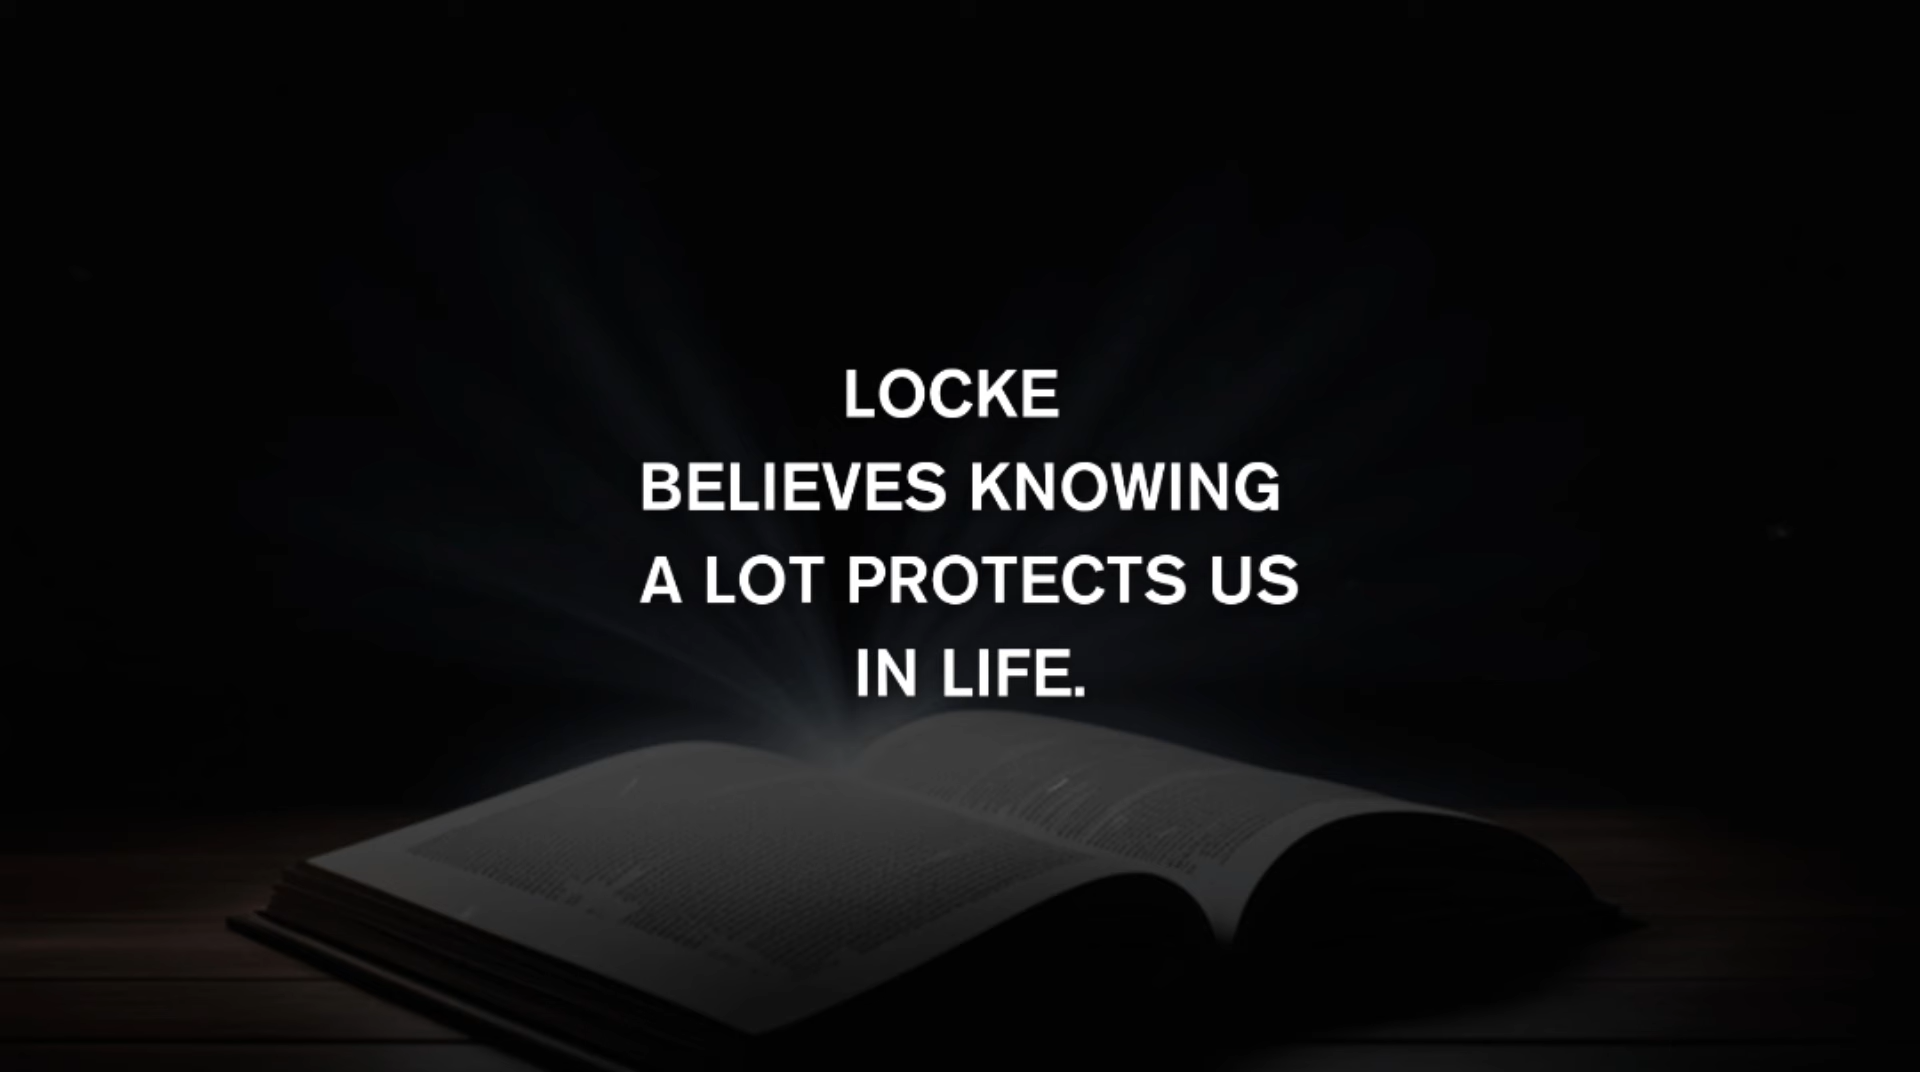 LOCKE
BELIEVES KNOWING
A LOT PROTECTS US
IN LIFE.